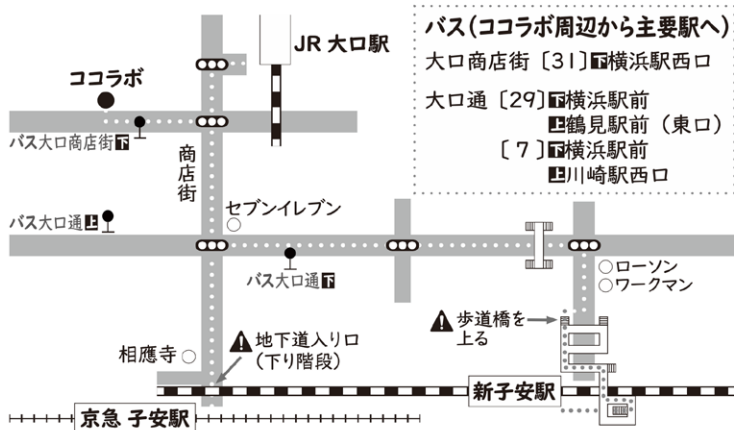 JR 大口駅
ココラボ
バス大口商店街下
商店街
バス(ココラボ周辺から主要駅へ)
大口商店街〔31〕下横浜駅西口
大口通〔29〕下横浜駅前
上鶴見駅前(東口)
〔7〕下横浜駅前
上川崎駅西口
バス大口通上
セブンイレブン
バス大口通下
ローソン
ワークマン
歩道橋を
上る
相應寺
地下道入り口
(下り階段)
新子安駅
京急 子安駅